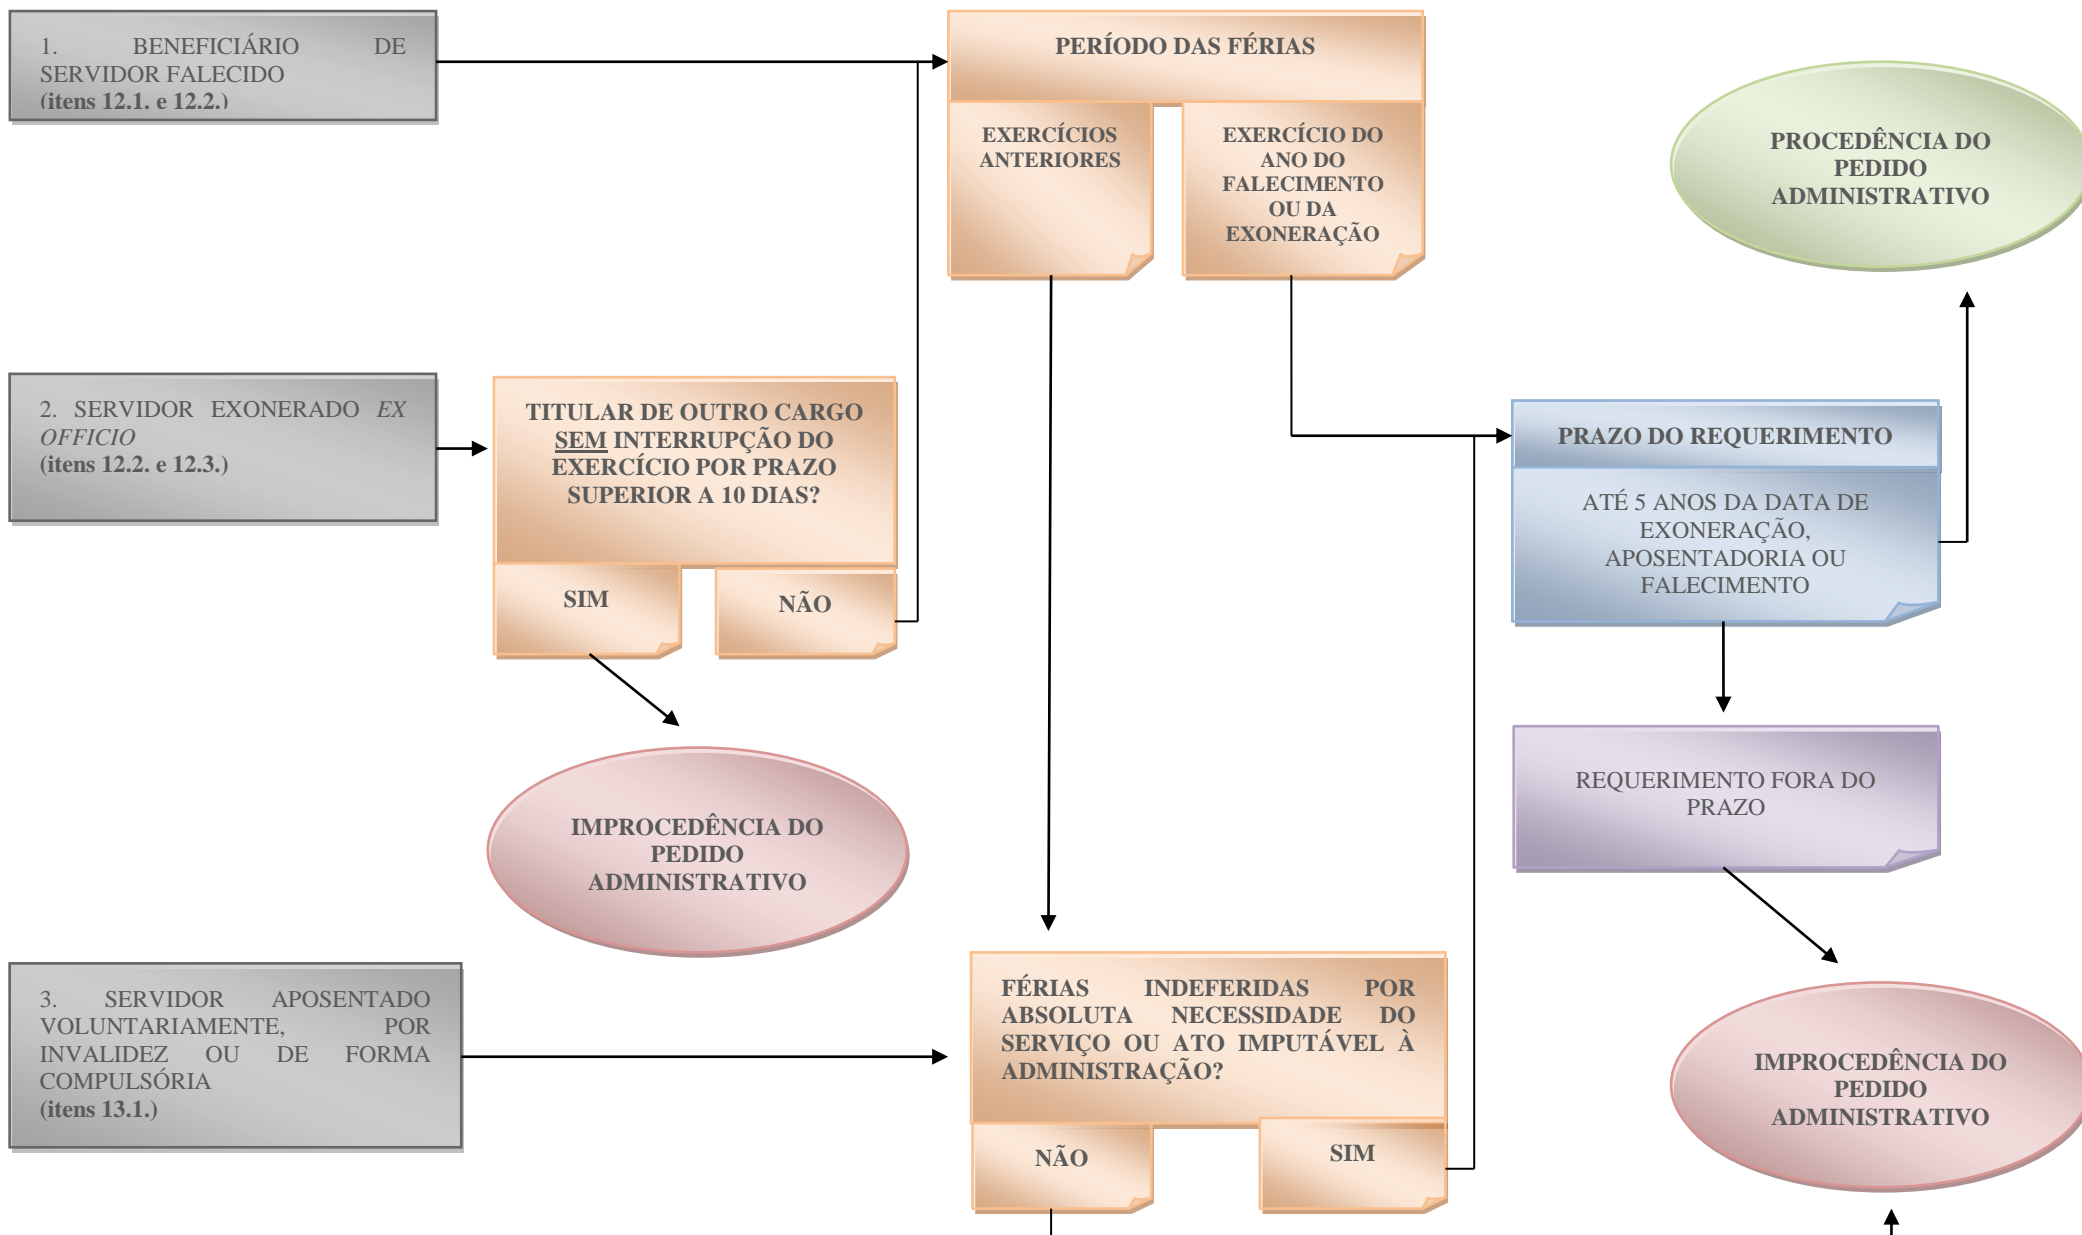 1. BENEFICIÁRIO DE
SERVIDOR FALECIDO
(itens 12.1. e 12.2.)
PERÍODO DAS FÉRIAS
EXERCÍCIOS
ANTERIORES
EXERCÍCIO DO
ANO DO
FALECIMENTO
OU DA
EXONERAÇÃO
PROCEDÊNCIA DO
PEDIDO
ADMINISTRATIVO
2. SERVIDOR EXONERADO EX
OFFICIO
(itens 12.2. e 12.3.)
TITULAR DE OUTRO CARGO
SEM INTERRUPÇÃO DO
EXERCÍCIO POR PRAZO
SUPERIOR A 10 DIAS?
SIM
NÃO
PRAZO DO REQUERIMENTO
ATÉ 5 ANOS DA DATA DE
EXONERAÇÃO,
APOSENTADORIA OU
FALECIMENTO
IMPROCEDÊNCIA DO
PEDIDO
ADMINISTRATIVO
REQUERIMENTO FORA DO
PRAZO
3. SERVIDOR APOSENTADO
VOLUNTARIAMENTE, POR
INVALIDEZ OU DE FORMA
COMPULSÓRIA
(itens 13.1.)
FÉRIAS INDEFERIDAS POR
ABSOLUTA NECESSIDADE DO
SERVIÇO OU ATO IMPUTÁVEL À
ADMINISTRAÇÃO?
NÃO
SIM
IMPROCEDÊNCIA DO
PEDIDO
ADMINISTRATIVO